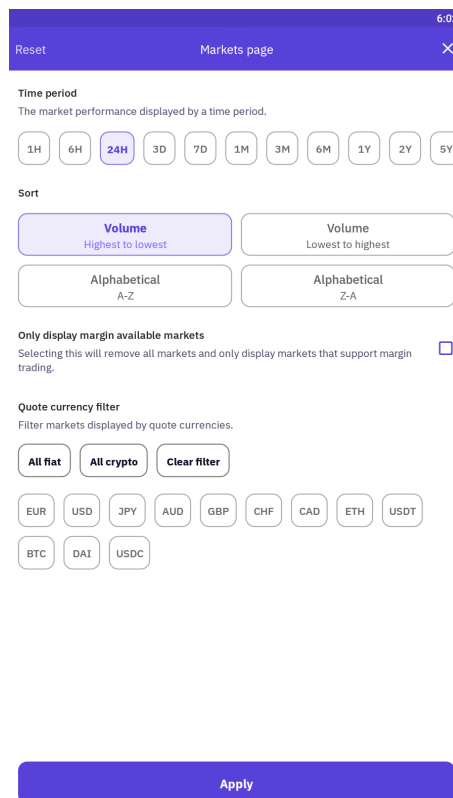 6:0
Reset Markets page
Time period
The market performance displayed by a time period.
1H 6H 24H 3D 7D 1M 3M 6M 1Y 2Y 5Y
Sort
Volume Volume
Highest to lowest Lowest to highest
Alphabetical Alphabetical
A-Z Z-A
Only display margin available markets
Selecting this will remove all markets and only display markets that support margin
trading.
Quote currency filter
Filter markets displayed by quote currencies.
All fiat All crypto Clear filter
EUR USD JPY AUD GBP CHF CAD ETH USDT
BTC DAI USDC
Apply